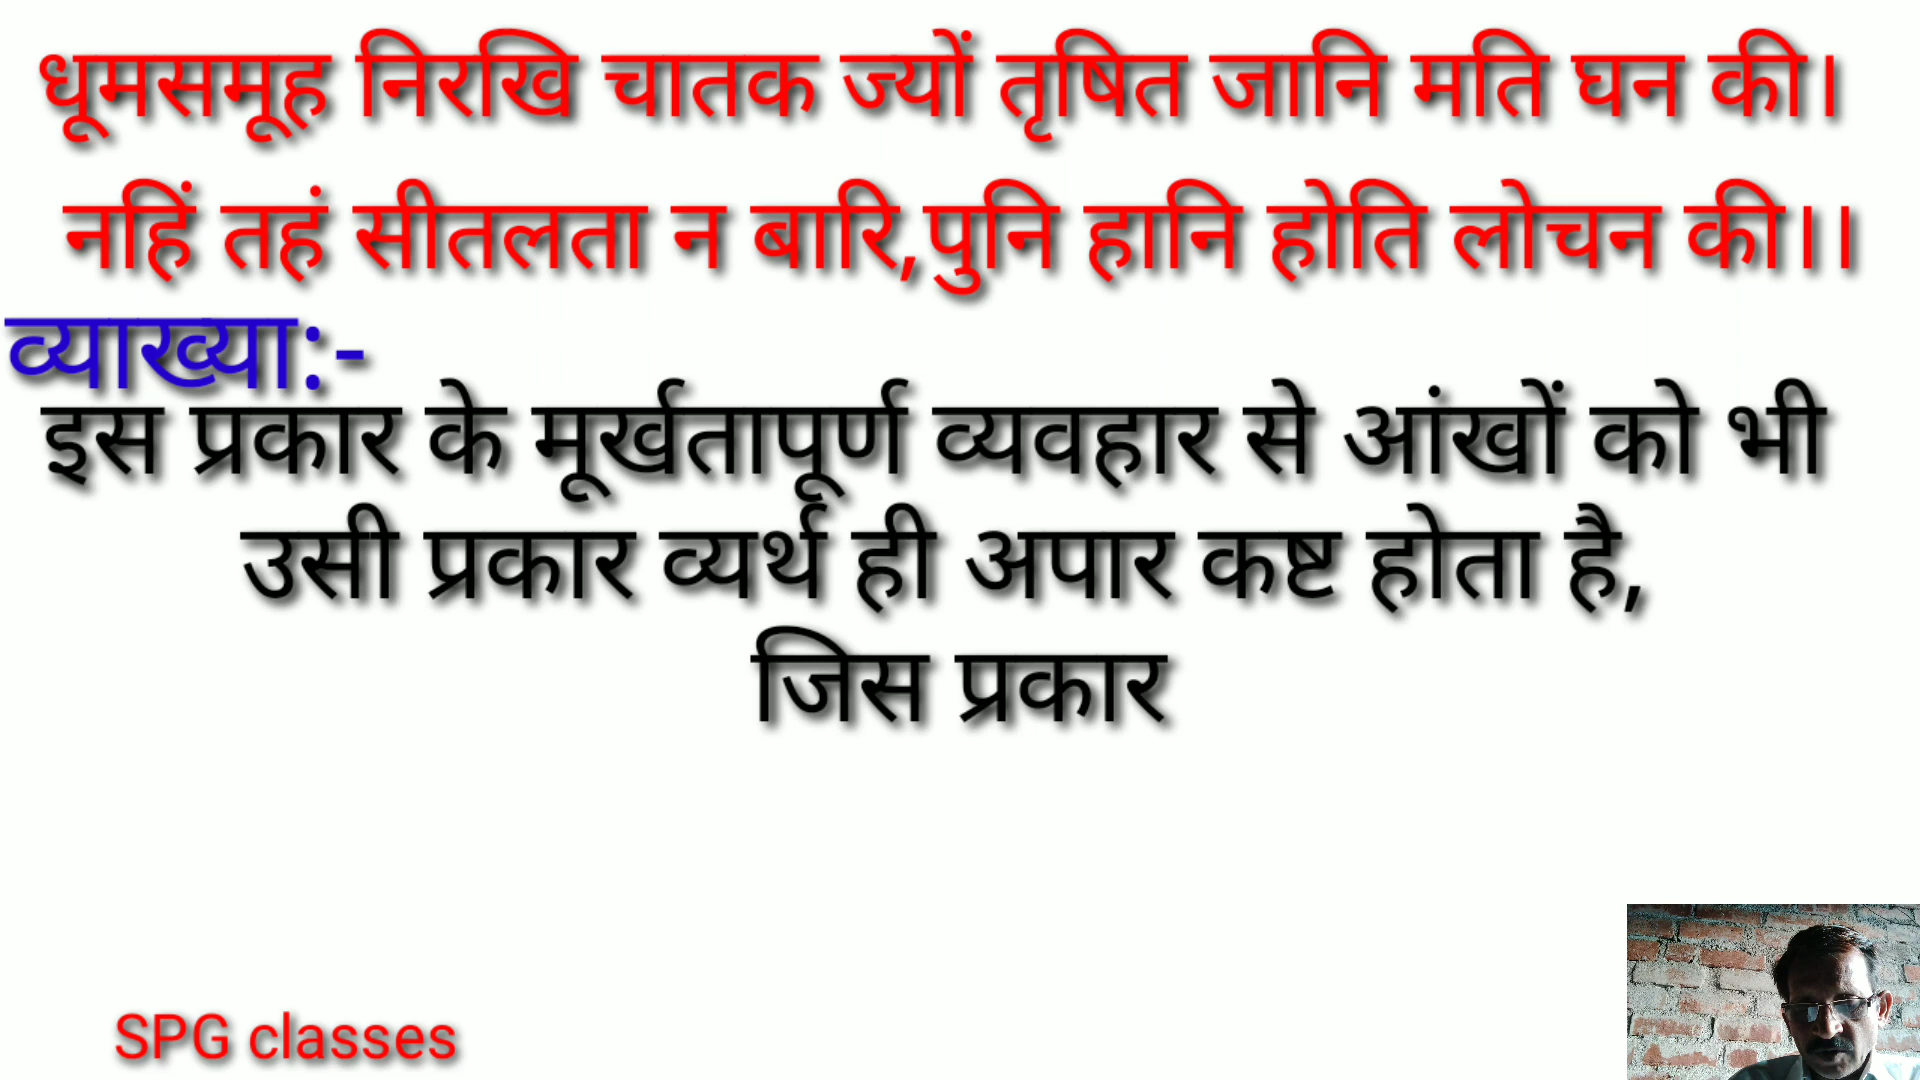 धूमसमूह निरखि चातक ज्यों तृषित जानि मति घन की।
नहिं तहं सीतलता न बारि,पुनि हानि होति लोचन की।।
व्याख्या:-
इस प्रकार के मूर्खतापूर्ण व्यवहार से आंखों को भी
उसी प्रकार व्यर्थ ही अपार कष्ट होता है,
जिस प्रकार
SPG classes